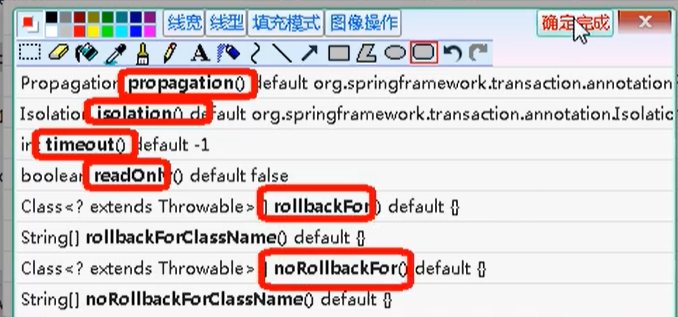 线宽 线型 填充模式 图像操作 确定完成
A
Propagation propagation() default org.springframework.transaction.annotation
Isolation isolation() default org.springframework.transaction.annotation.Isolatio
int timeout() default -1
boolean readOnly() default false
Class<? extends Throwable> [] rollbackFor() default {}
String[] rollbackForClassName() default {}
Class<? extends Throwable> [] noRollbackFor() default {}
String[] noRollbackForClassName() default {}